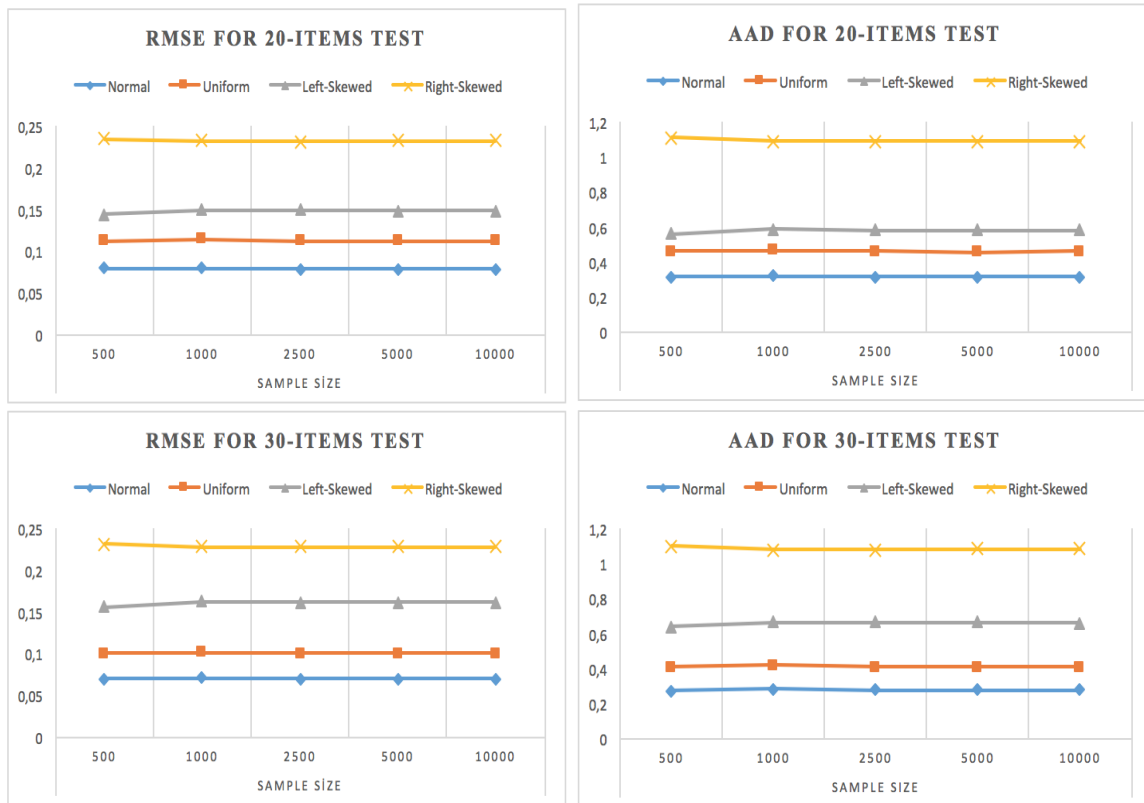 RMSE FOR 20-ITEMS TEST
Normal Uniform Left-Skewed Right-Skewed
0,25
0,2
0,15
0,1
0,05
0
500 1000 2500 5000 10000
SAMPLE SİZE
AAD FOR 20-ITEMS TEST
Normal Uniform Left-Skewed Right-Skewed
1,2
1
0,8
0,6
0,4
0,2
0
500 1000 2500 5000 10000
SAMPLE SIZE
RMSE FOR 30-ITEMS TEST
Normal Uniform Left-Skewed Right-Skewed
0,25
0,2
0,15
0,1
0,05
0
500 1000 2500 5000 10000
SAMPLE SİZE
AAD FOR 30-ITEMS TEST
Normal Uniform Left-Skewed Right-Skewed
1,2
1
0,8
0,6
0,4
0,2
0
500 1000 2500 5000 10000
SAMPLE SIZE